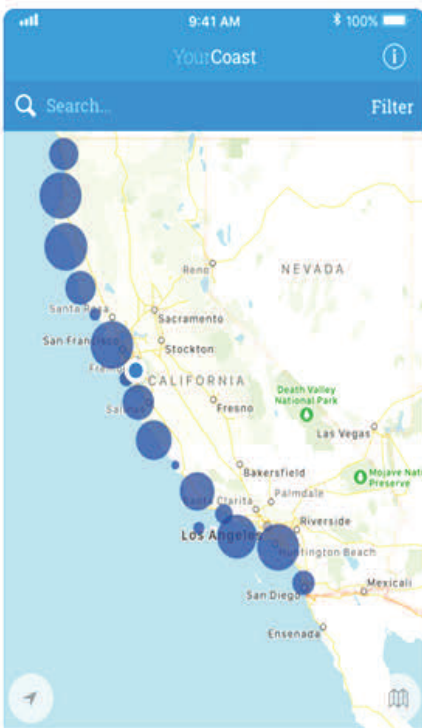 9:41 AM
100%
YourCoast
Search...
Filter
Reno
NEVADA
Santa Rosa
Sacramento
San Francisco
Stockton
CALIFORNIA
Salinas
Fresno
Death Valley
National Park
Las Vegas
Bakersfield
Mojave Nat
Preserve
Santa Clarita
Palmdale
Riverside
Los Angeles
Huntington Beach
San Diego
Mexicali
Ensenada